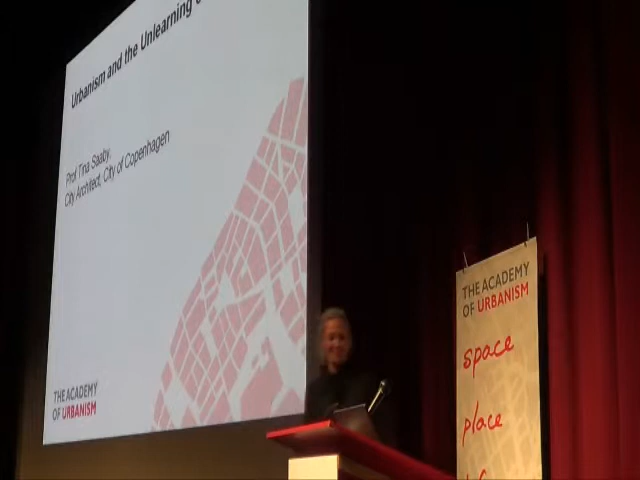 Urbanism and the Unlearning
Prof Tina Saaby,
City Architect, City of Copenhagen
THE ACADEMY
OF URBANISM
THE ACADEMY
OF URBANISM
space
place